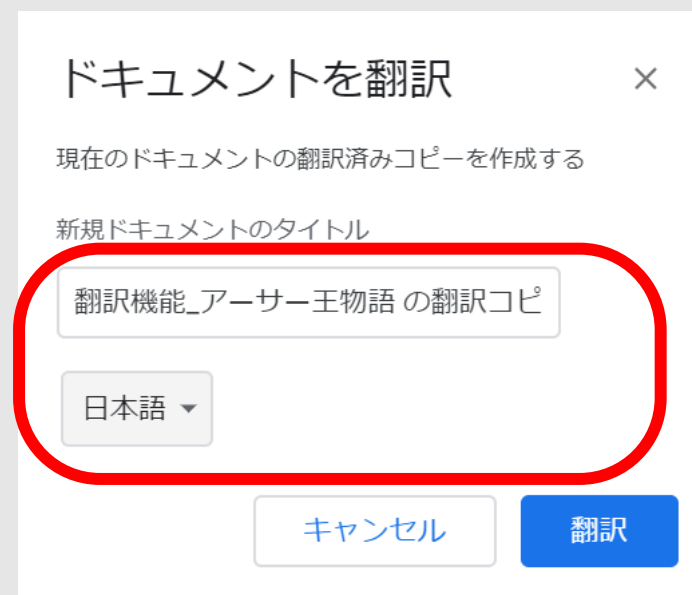 ドキュメントを翻訳
現在のドキュメントの翻訳済みコピーを作成する
新規ドキュメントのタイトル
翻訳機能_アーサー王物語 の翻訳コピ
日本語
キャンセル
翻訳